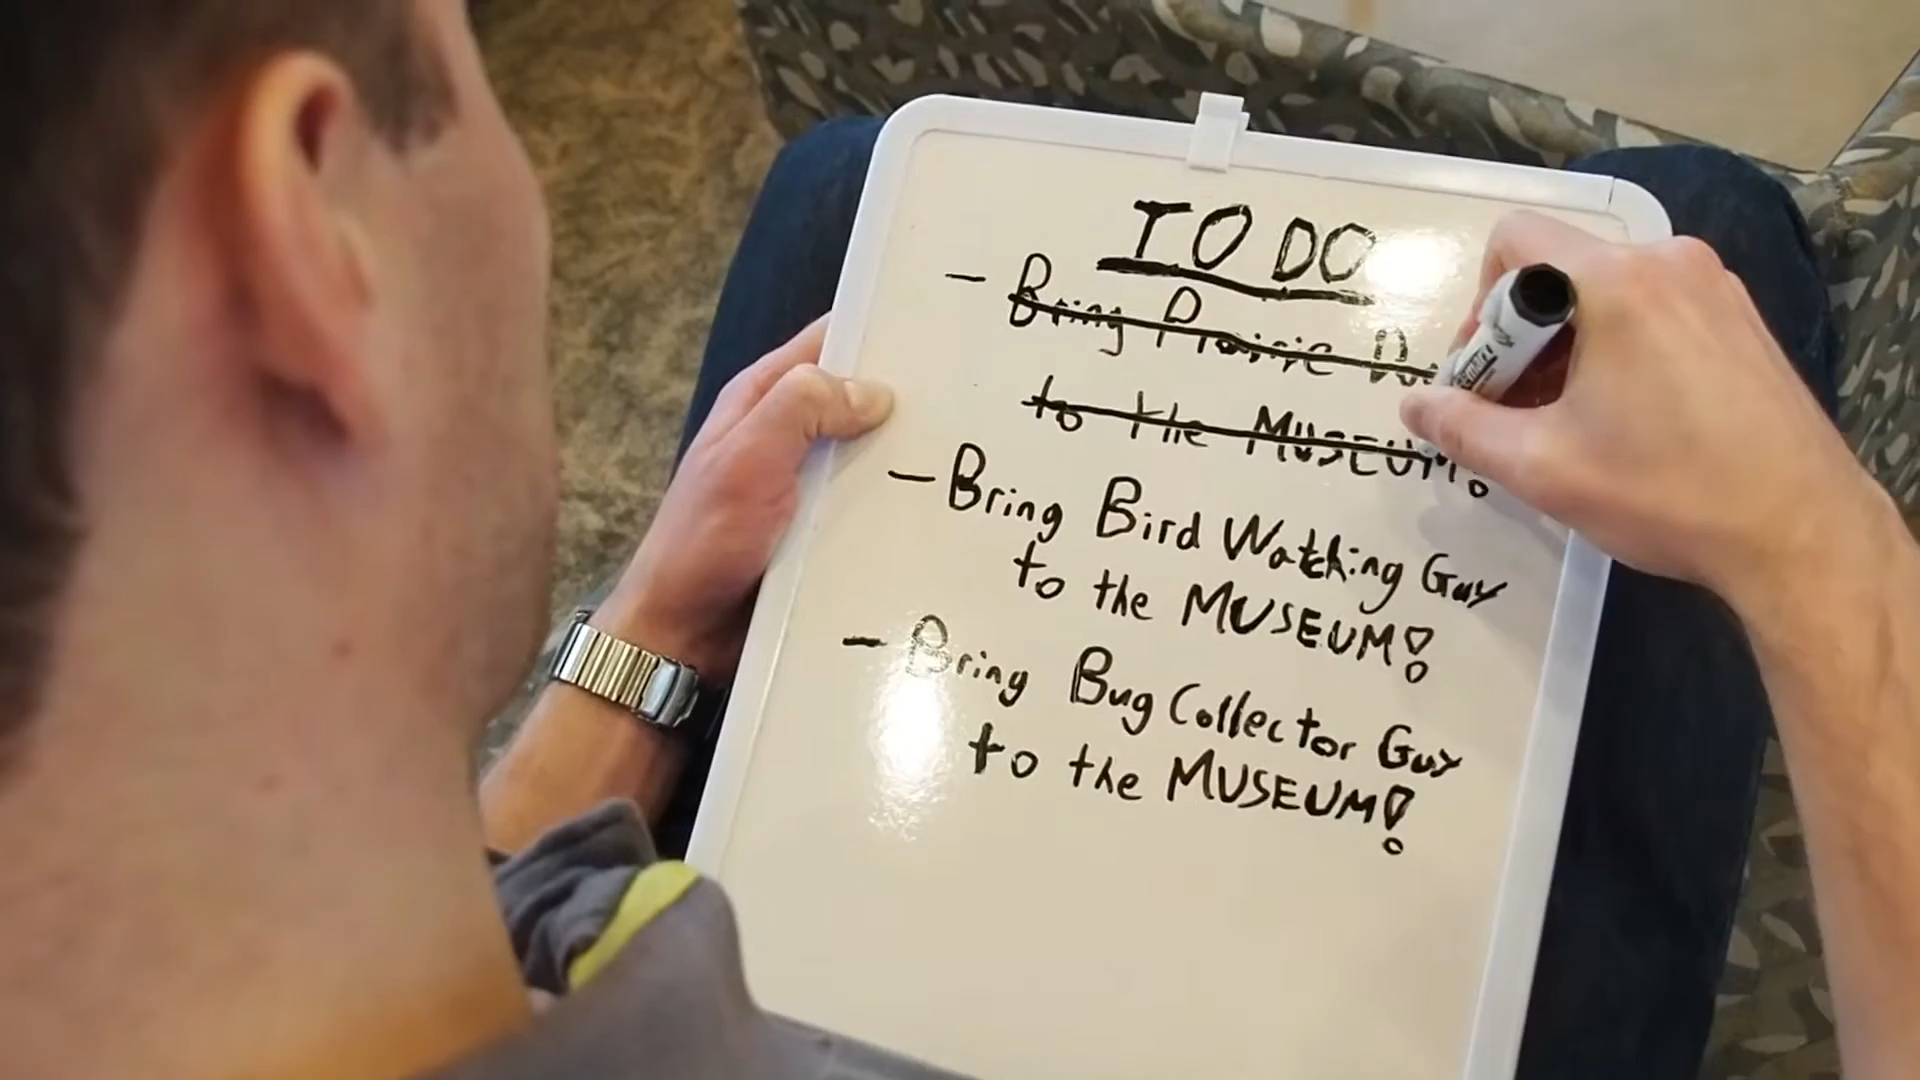 TO DO
- Bring Prairie
to the MUSEUM!
- Bring Bird Watching Guy
to the MUSEUM!
- Bring Bug Collector Guy
to the MUSEUM!